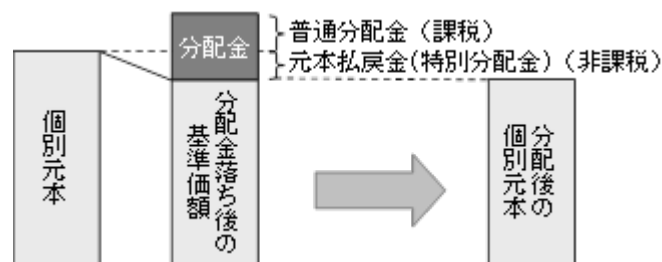 分配金
普通分配金（課税）
元本払戻金(特別分配金)（非課税）
個別元本
分配金落ち後の
基準価額
分配後の
個別元本